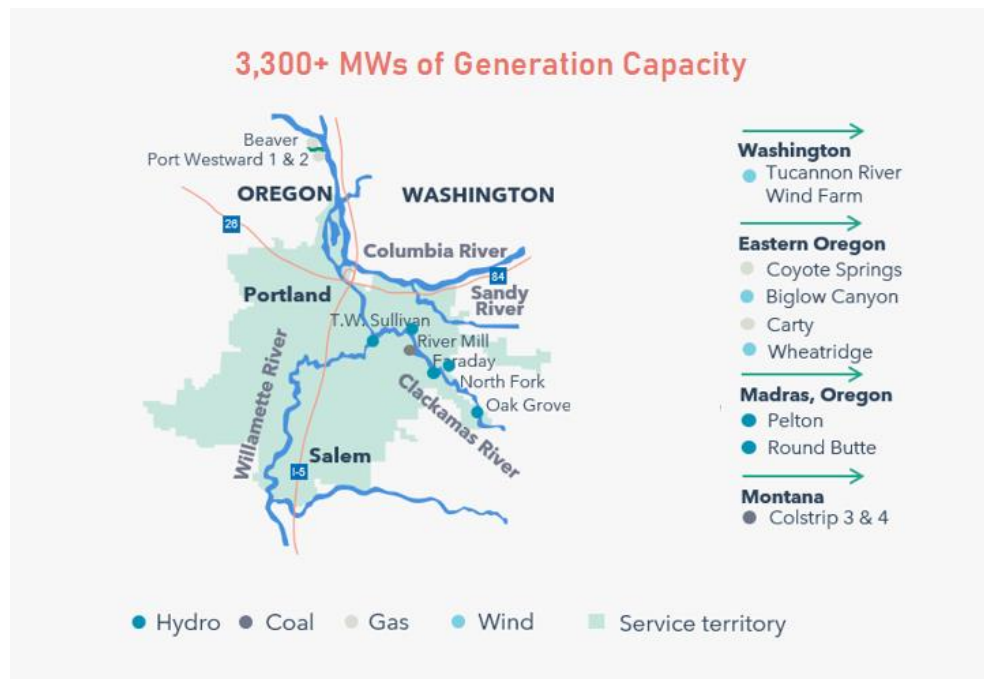 3,300+ MWs of Generation Capacity
Beaver
Port Westward 1 & 2
OREGON
WASHINGTON
26
Columbia River
84
Sandy
River
Portland
T.W. Sullivan
River Mill
Faraday
North Fork
Oak Grove
Willamette River
Clackamas River
Salem
I-5
Washington
Tucannon River
Wind Farm
Eastern Oregon
Coyote Springs
Biglow Canyon
Carty
Wheatridge
Madras, Oregon
Pelton
Round Butte
Montana
Colstrip 3 & 4
Hydro
Coal
Gas
Wind
Service territory